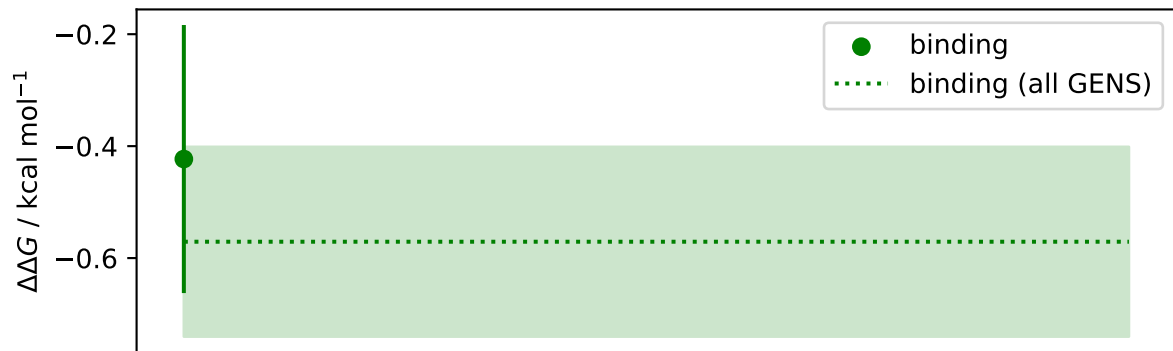 −0.2
−0.4
−0.6
ΔΔG / kcal mol⁻¹
binding
binding (all GENS)